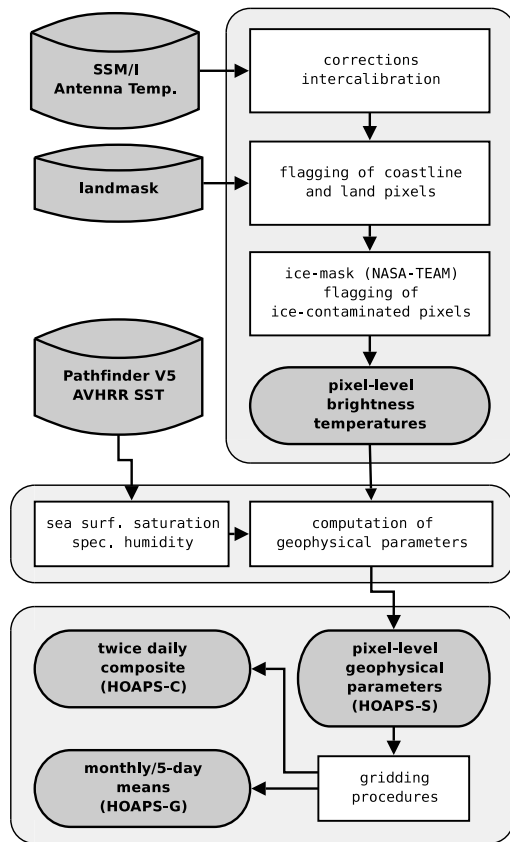 SSM/I
Antenna Temp.
corrections
intercalibration
landmask
flagging of coastline
and land pixels
ice-mask (NASA-TEAM)
flagging of
ice-contaminated pixels
Pathfinder V5
AVHRR SST
pixel-level
brightness
temperatures
sea surf. saturation
spec. humidity
computation of
geophysical parameters
twice daily
composite
(HOAPS-C)
pixel-level
geophysical
parameters
(HOAPS-S)
monthly/5-day
means
(HOAPS-G)
gridding
procedures